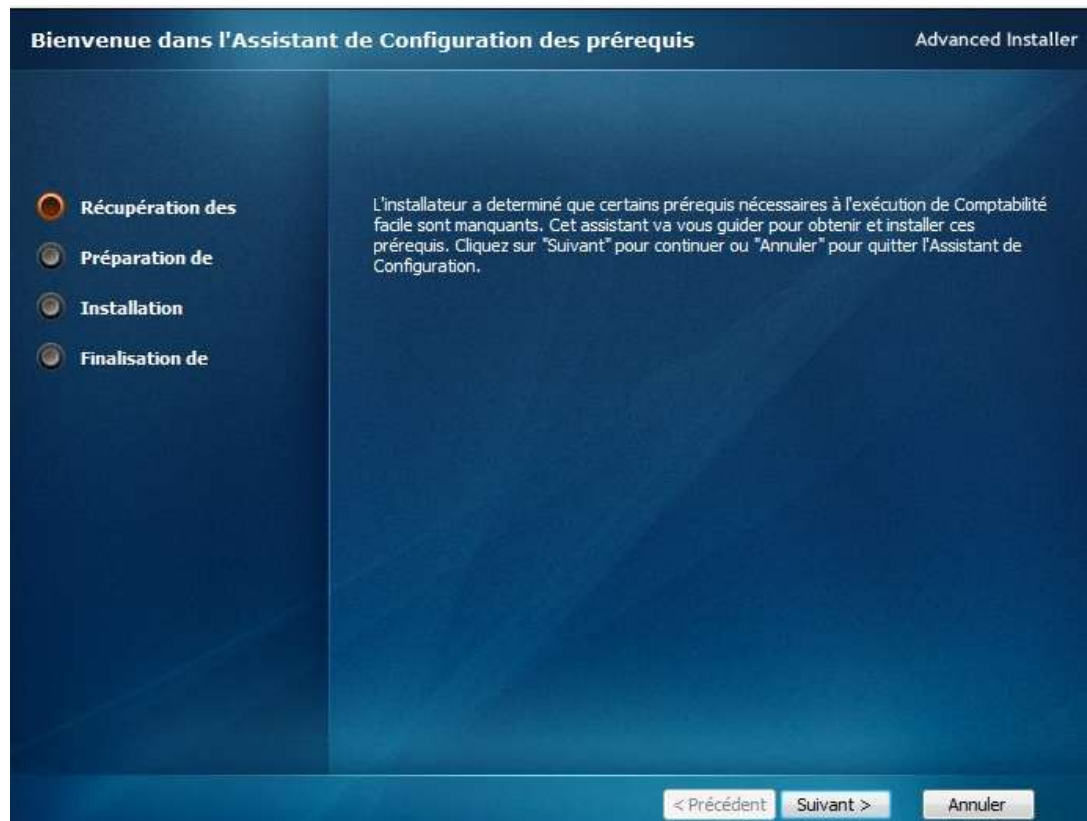 Bienvenue dans l'Assistant de Configuration des prérequis
Advanced Installer
Récupération des
Préparation de
Installation
Finalisation de
L'installateur a determiné que certains prérequis nécessaires à l'exécution de Comptabilité
facile sont manquants. Cet assistant va vous guider pour obtenir et installer ces
prérequis. Cliquez sur "Suivant" pour continuer ou "Annuler" pour quitter l'Assistant de
Configuration.
< Précédent
Suivant >
Annuler